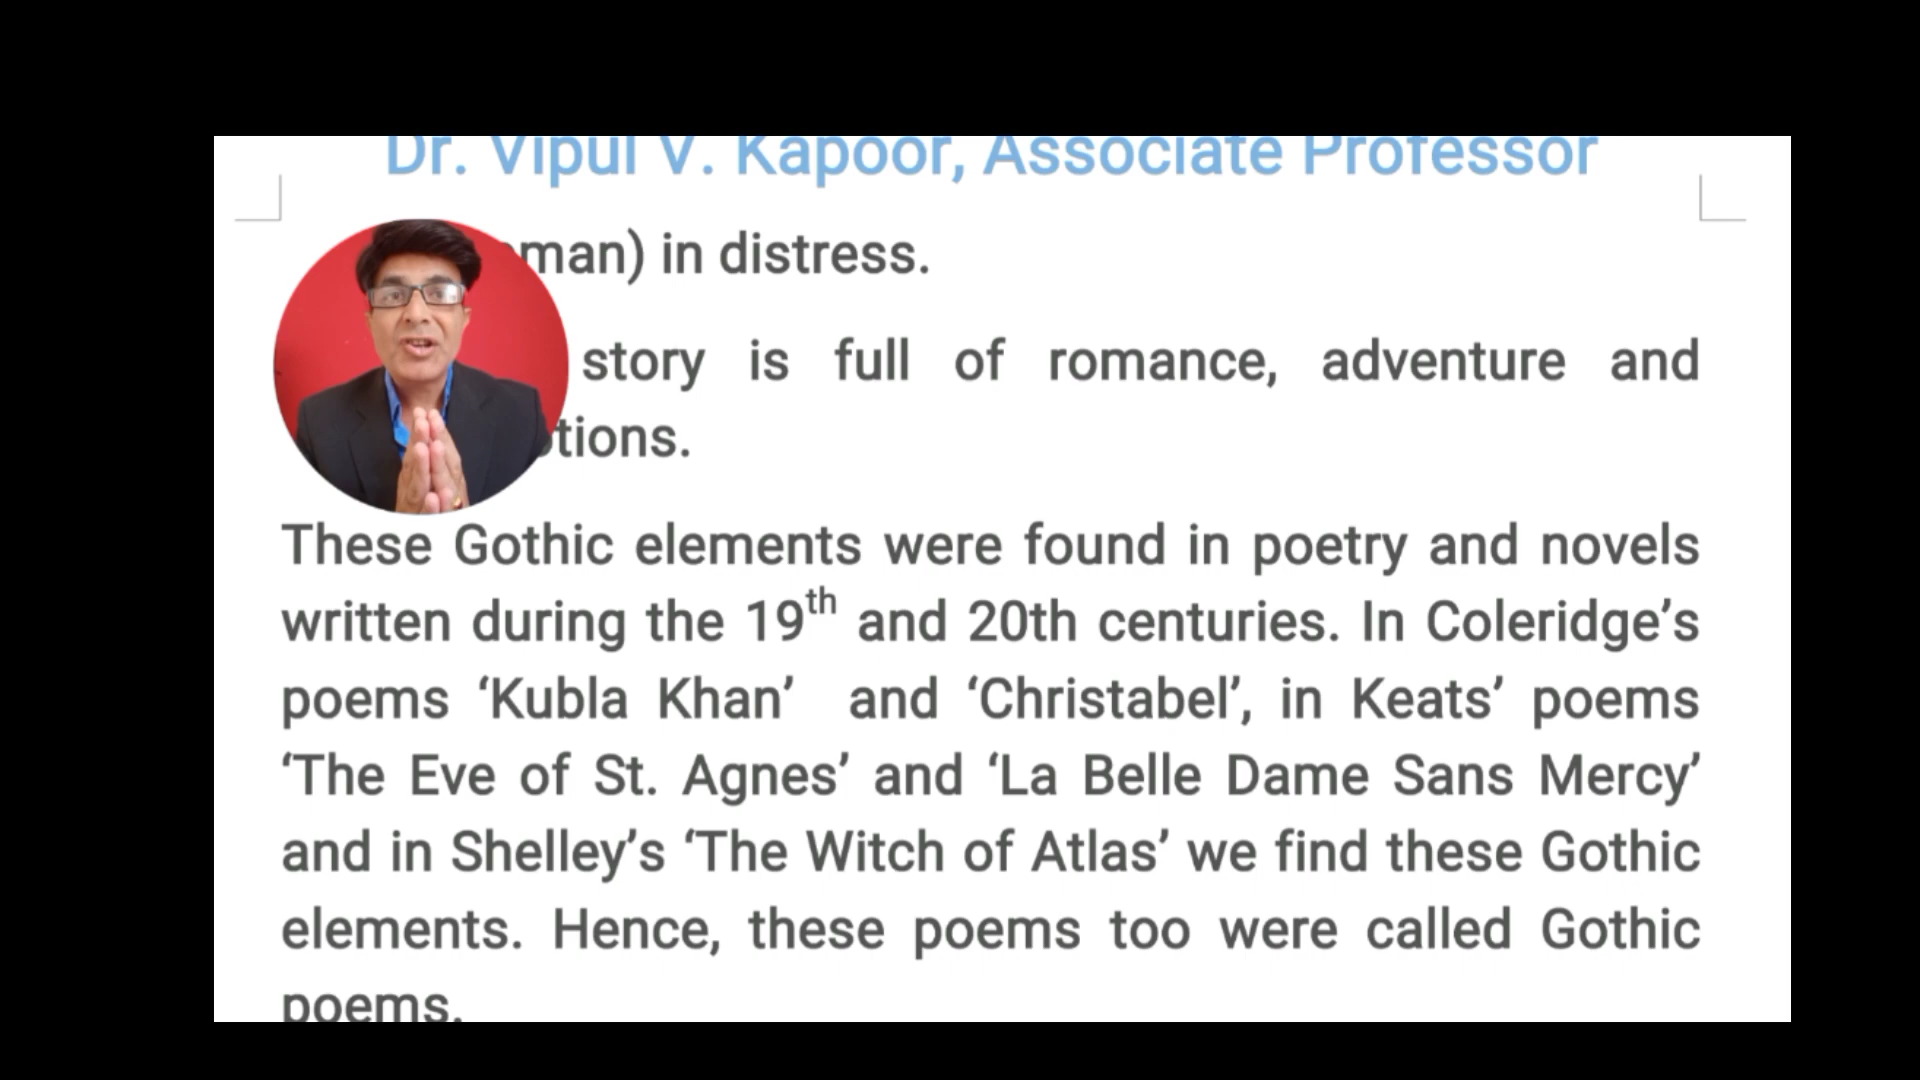 Dr. Vipul V. Kapoor, Associate Professor
in distress.
story is full of romance, adventure and
These Gothic elements were found in poetry and novels
written during the 19th and 20th centuries. In Coleridge’s
poems ‘Kubla Khan’ and ‘Christabel’, in Keats’ poems
‘The Eve of St. Agnes’ and ‘La Belle Dame Sans Mercy’
and in Shelley’s ‘The Witch of Atlas’ we find these Gothic
elements. Hence, these poems too were called Gothic
poems.